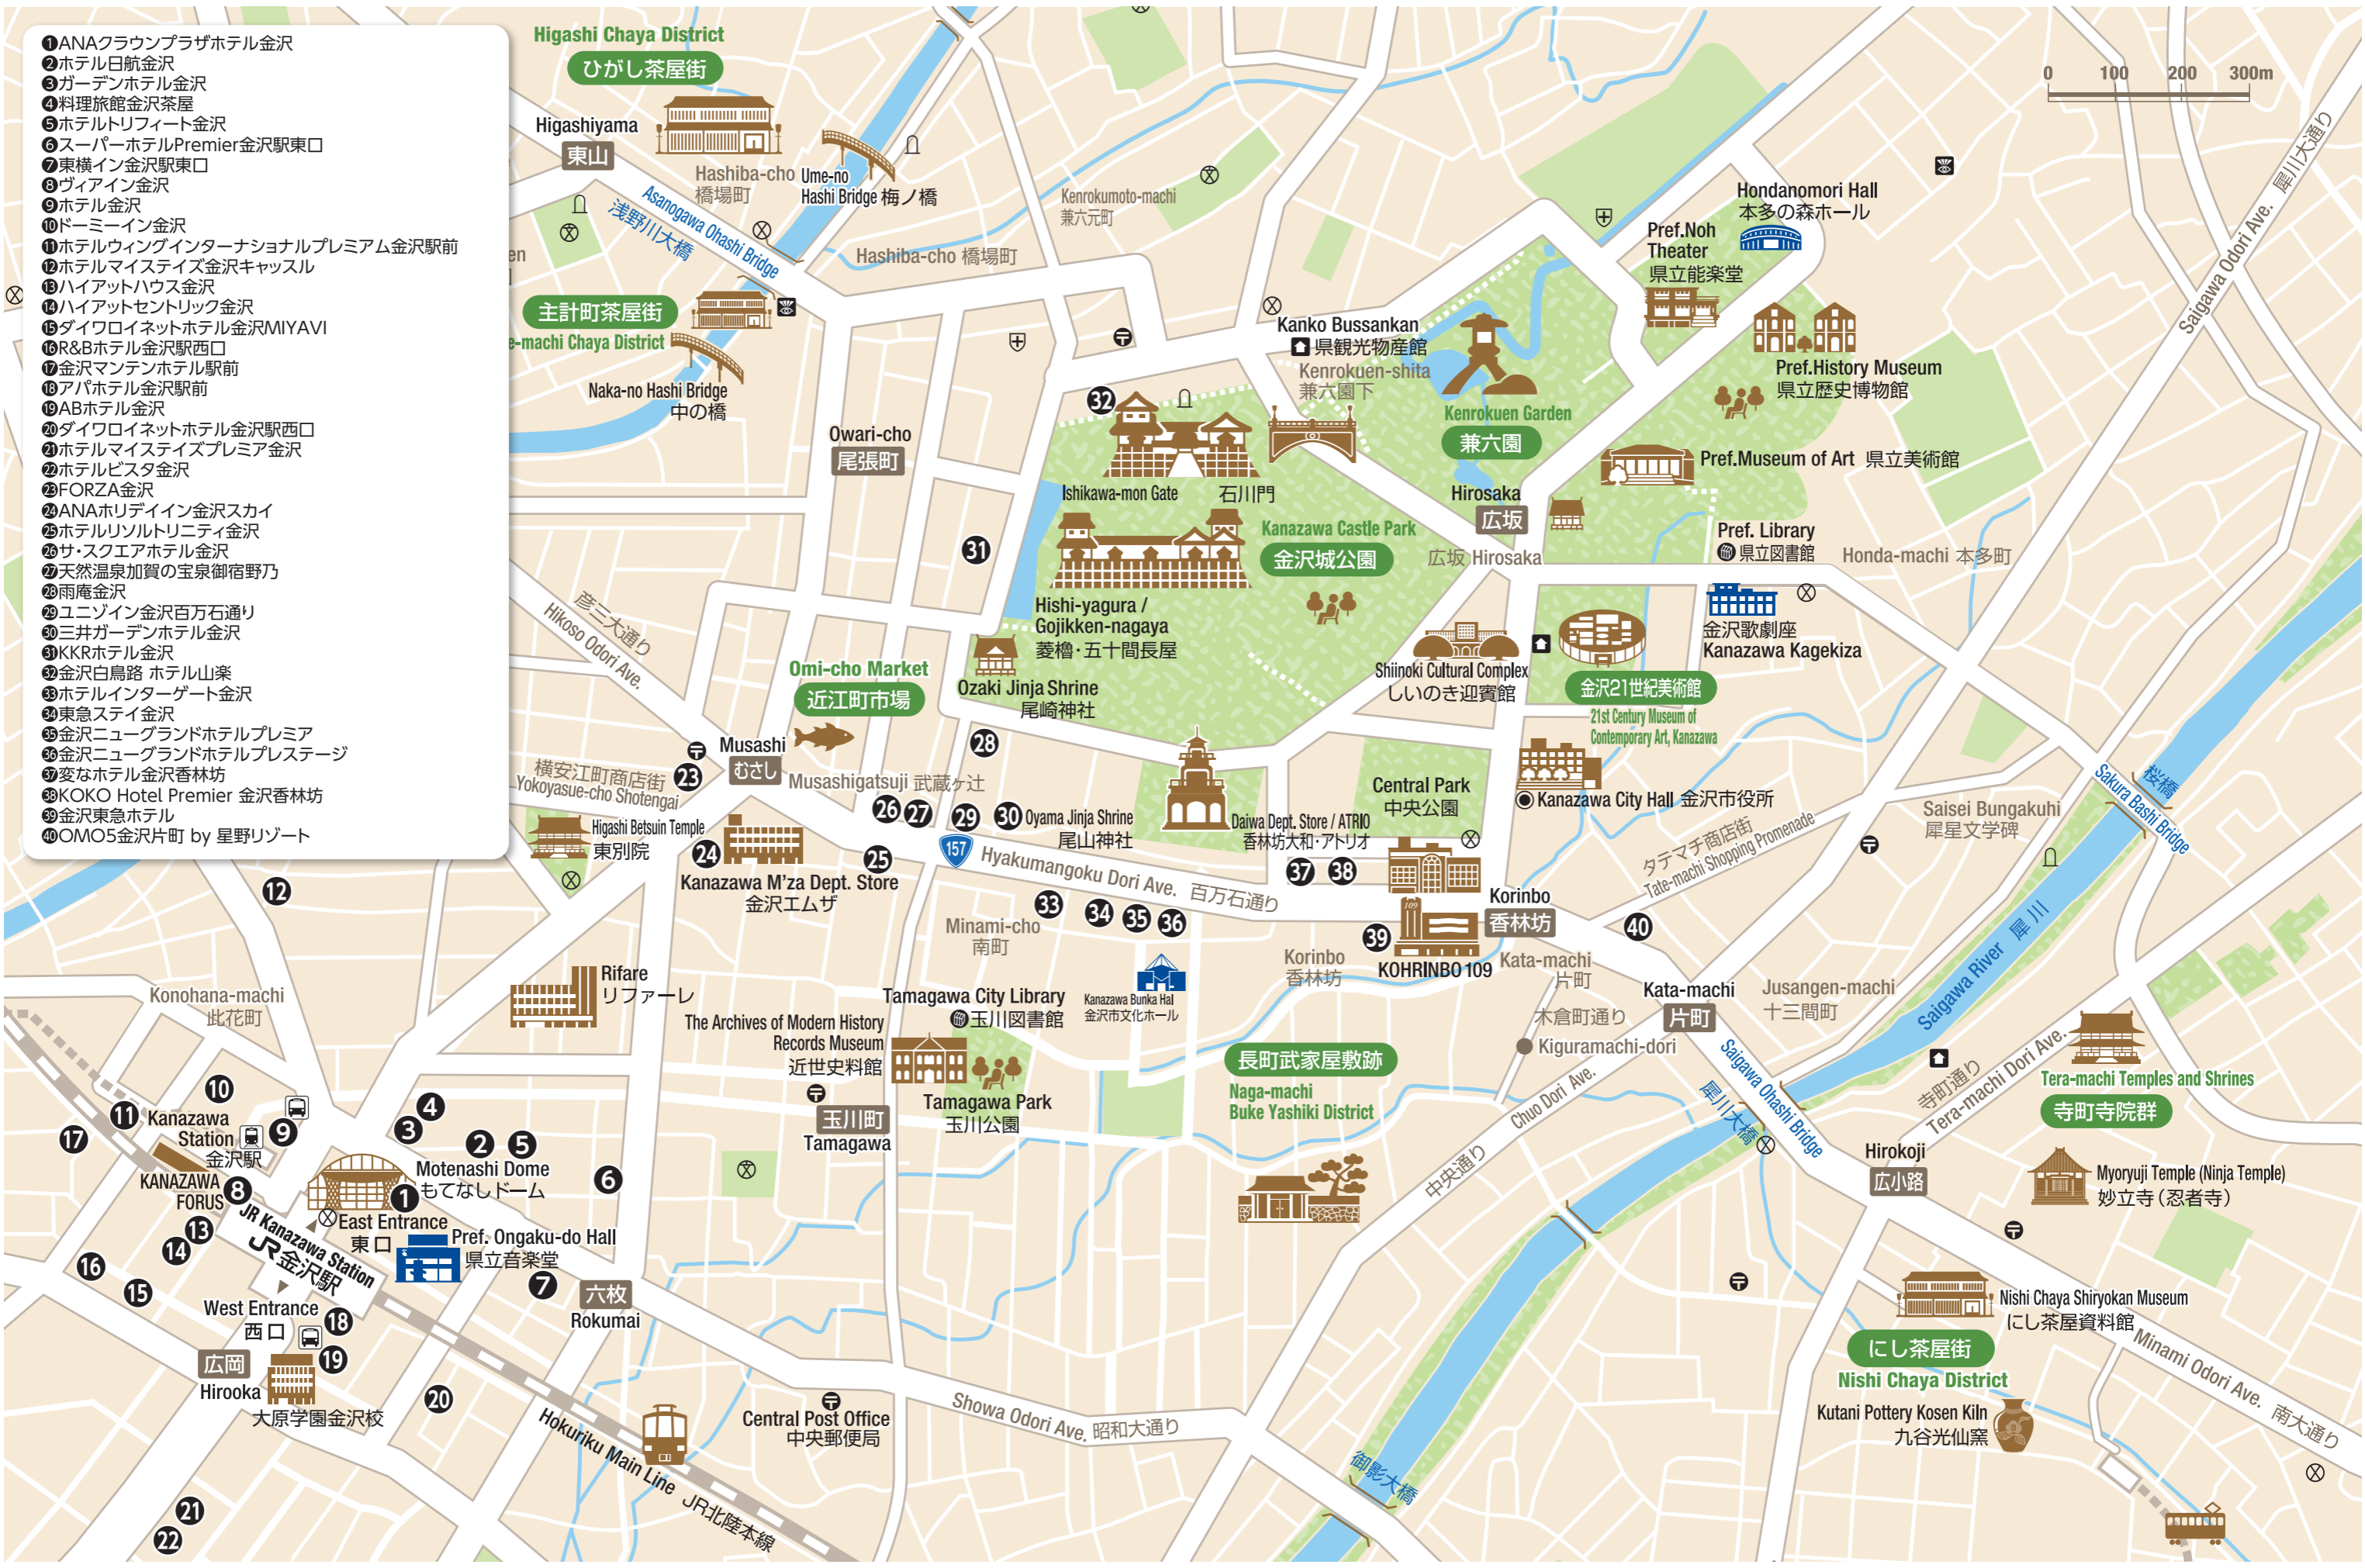 ❶ANAクラウンプラザホテル金沢
❷ホテル日航金沢
❸ガーデンホテル金沢
❹料理旅館金沢茶屋
❺ホテルトリフィート金沢
❻スーパーホテルPremier金沢駅東口
❼東横イン金沢駅東口
❽ヴィアイン金沢
❾ホテル金沢
❿ドーミーイン金沢
⓫ホテルウィングインターナショナルプレミアム金沢駅前
⓬ホテルマイステイズ金沢キャッスル
⓭ハイアットハウス金沢
⓮ハイアットセントリック金沢
⓯ダイワロイネットホテル金沢MIYAVI
⓰R&Bホテル金沢駅西口
⓱金沢マンテンホテル駅前
⓲アパホテル金沢駅前
⓳ABホテル金沢
⓴ダイワロイネットホテル金沢駅西口
㉑ホテルマイステイズプレミア金沢
㉒ホテルビスタ金沢
㉓FORZA金沢
㉔ANAホリデイイン金沢スカイ
㉕ホテルリソルトリニティ金沢
㉖サ・スクエアホテル金沢
㉗天然温泉加賀の宝泉御宿野乃
㉘雨庵金沢
㉙ユニゾイン金沢百万石通り
㉚三井ガーデンホテル金沢
㉛KKRホテル金沢
㉜金沢白鳥路 ホテル山楽
㉝ホテルインターゲート金沢
㉞東急ステイ金沢
㉟金沢ニューグランドホテルプレミア
㊱金沢ニューグランドホテルプレステージ
㊲変なホテル金沢香林坊
㊳KOKO Hotel Premier 金沢香林坊
㊴金沢東急ホテル
㊵OMO5金沢片町 by 星野リゾート
Higashi Chaya District
ひがし茶屋街
Higashiyama
東山
Hashiba-cho
橋場町
Ume-no
Hashi Bridge 梅ノ橋
Asanogawa Ohashi Bridge
浅野川大橋
Hashiba-cho 橋場町
Kenrokumoto-machi
兼六元町
en
主計町茶屋街
e-machi Chaya District
Naka-no Hashi Bridge
中の橋
Owari-cho
尾張町
0 100 200 300m
犀川大通り
Saigawa Odori Ave.
Hondanomori Hall
本多の森ホール
Pref.Noh
Theater
県立能楽堂
Pref.History Museum
県立歴史博物館
Kanko Bussankan
県観光物産館
Kenrokuen-shita
兼六園下
Kenrokuen Garden
兼六園
Pref.Museum of Art 県立美術館
Hirosaka
広坂
広坂 Hirosaka
Pref. Library
県立図書館
Honda-machi 本多町
32
Ishikawa-mon Gate 石川門
Kanazawa Castle Park
金沢城公園
31
Hishi-yagura /
Gojikken-nagaya
菱櫓・五十間長屋
Ozaki Jinja Shrine
尾崎神社
Shiinoki Cultural Complex
しいのき迎賓館
金沢歌劇座
Kanazawa Kagekiza
金沢21世紀美術館
21st Century Museum of
Contemporary Art, Kanazawa
Kanazawa City Hall 金沢市役所
Central Park
中央公園
彦三大通り
Hikoso Odori Ave.
Omi-cho Market
近江町市場
Musashi
むさし
Musashigatsuji 武蔵ヶ辻
横安江町商店街
Yokoyasue-cho Shotengai
23
28
26
27
29
30
Oyama Jinja Shrine
尾山神社
Daiwa Dept. Store / ATRIO
香林坊大和・アトリオ
37
38
Higashi Betsuin Temple
東別院
24
25
Kanazawa M'za Dept. Store
金沢エムザ
157
Hyakumangoku Dori Ave. 百万石通り
33
34
35
36
Minami-cho
南町
109
39
KOHRINBO 109
Korinbo
香林坊
Korinbo
香林坊
Kata-machi
片町
40
タテマチ商店街
Tate-machi Shopping Promenade
Saisei Bungakuhi
犀星文学碑
桜橋
Sakura Bashi Bridge
Saigawa River 犀川
Kata-machi
片町
Jusangen-machi
十三間町
木倉町通り
Kiguramachi-dori
12
Rifare
リファーレ
Konohana-machi
此花町
The Archives of Modern History
Records Museum
近世史料館
Tamagawa City Library
玉川図書館
Kanazawa Bunka Hal
金沢市文化ホール
Tamagawa Park
玉川公園
玉川町
Tamagawa
長町武家屋敷跡
Naga-machi
Buke Yashiki District
Chuo Dori Ave.
中央通り
Saigawa Ohashi Bridge
犀川大橋
寺町通り
Tera-machi Dori Ave.
Tera-machi Temples and Shrines
寺町寺院群
Hirokoji
広小路
Myoryuji Temple (Ninja Temple)
妙立寺(忍者寺)
10
11
17
Kanazawa
Station
金沢駅
9
3
4
2
5
6
KANAZAWA
FORUS
8
1
Motenashi Dome
もてなしドーム
East Entrance
東口
JR Kanazawa Station
JR金沢駅
Pref. Ongaku-do Hall
県立音楽堂
13
14
16
15
7
六枚
Rokumai
West Entrance
西口
18
19
広岡
Hirooka
大原学園金沢校
20
21
22
Hokuriku Main Line JR北陸本線
Central Post Office
中央郵便局
Showa Odori Ave. 昭和大通り
御影大橋
Nishi Chaya Shiryokan Museum
にし茶屋資料館
にし茶屋街
Nishi Chaya District
Kutani Pottery Kosen Kiln
九谷光仙窯
Minami Odori Ave. 南大通り